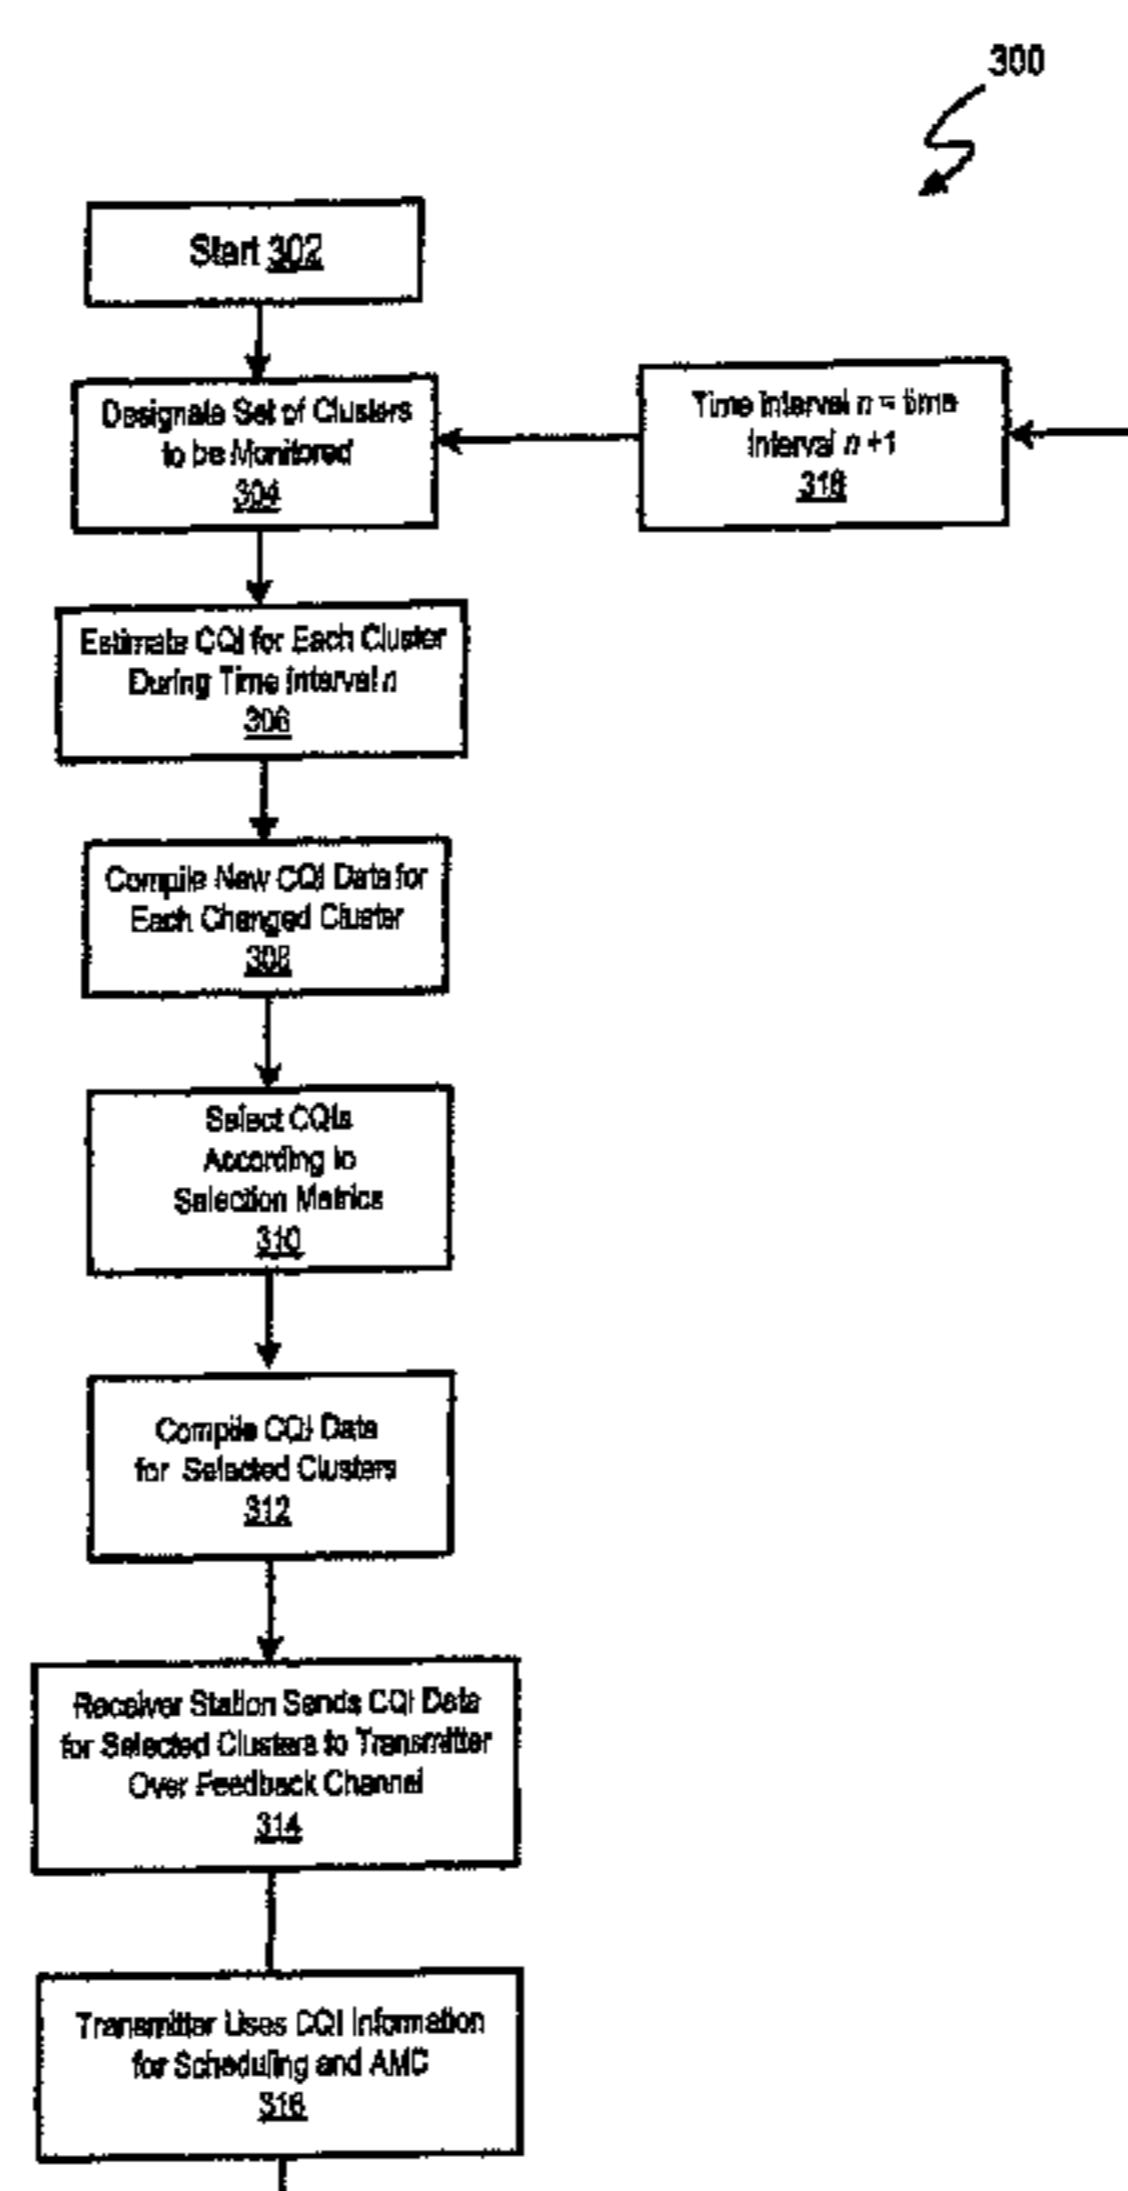 300
Start 302
Designate Set of Clusters
to be Monitored
304
Time Interval n = time
Interval n +1
318
Estimate CQI for Each Cluster
During Time Interval n
306
Compile New CQI Data for
Each Changed Cluster
308
Select CQIs
According to
Selection Metrics
310
Compile CQI Data
for Selected Clusters
312
Receiver Station Sends CQI Data
for Selected Clusters to Transmitter
Over Feedback Channel
314
Transmitter Uses CQI Information
for Scheduling and AMC
316